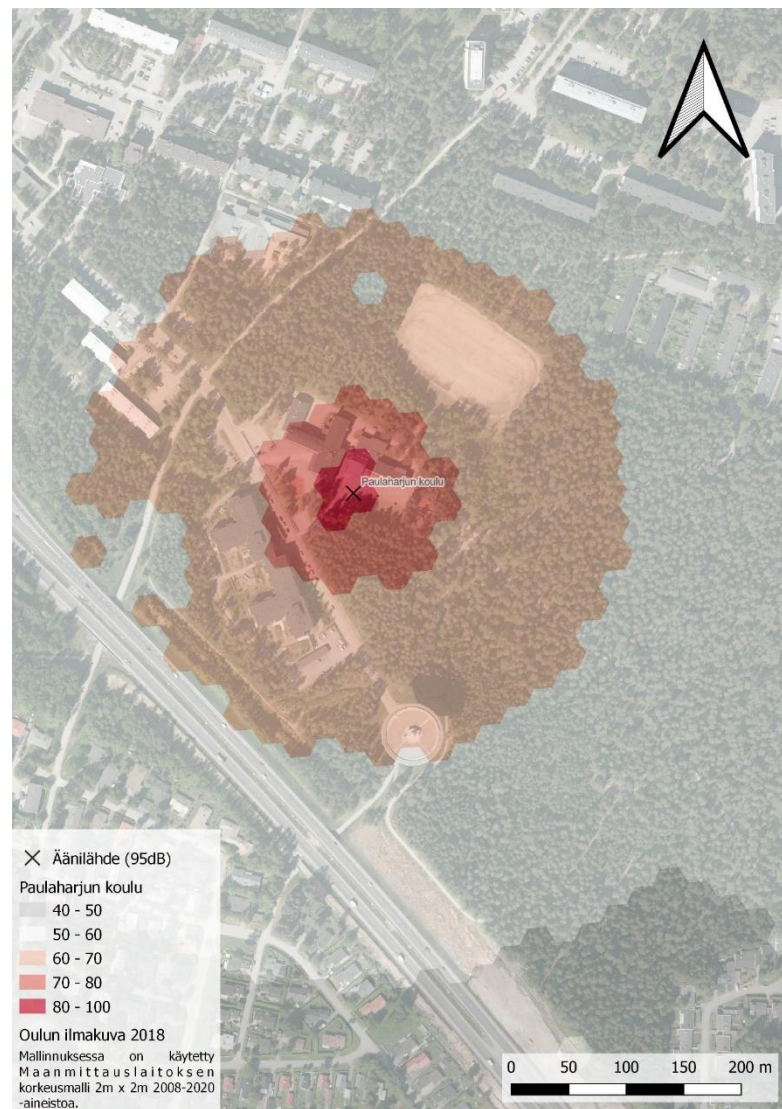 Paulaharjun koulu
Äänilähde (95dB)
Paulaharjun koulu
40 - 50
50 - 60
60 - 70
70 - 80
80 - 100
Oulun ilmakuva 2018
Mallinnuksessa on käytetty
Maanmittauslaitoksen
korkeusmalli 2m x 2m 2008-2020
-aineistoa.
0 50 100 150 200 m